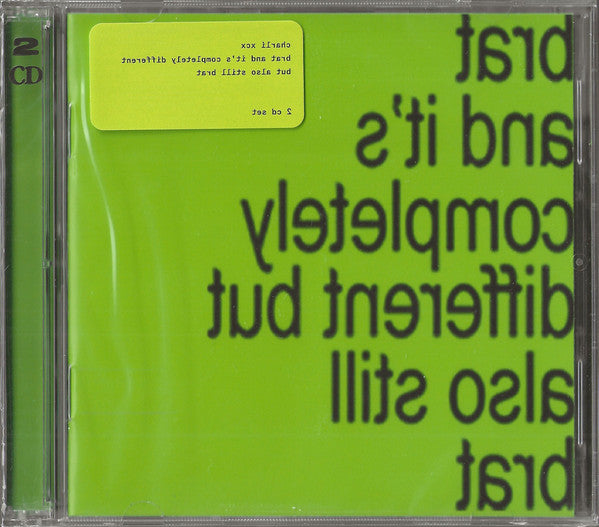 2
CD
charli xcx
brat and it's completely different
but also still brat
2 cd set
brat
and it's
completely
different but
also still
brat